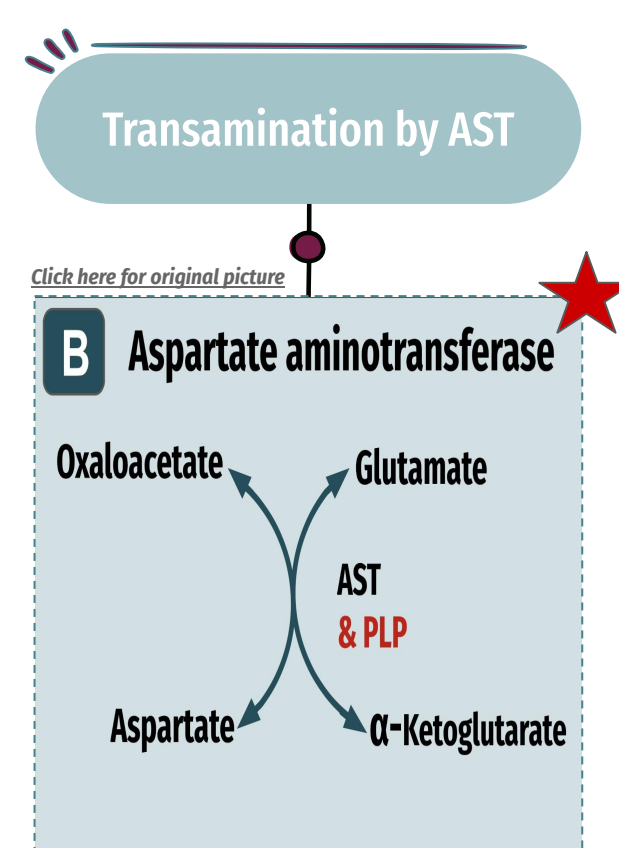 Transamination by AST
Click here for original picture
B
Aspartate aminotransferase
Oxaloacetate
Glutamate
AST
& PLP
Aspartate
α-Ketoglutarate